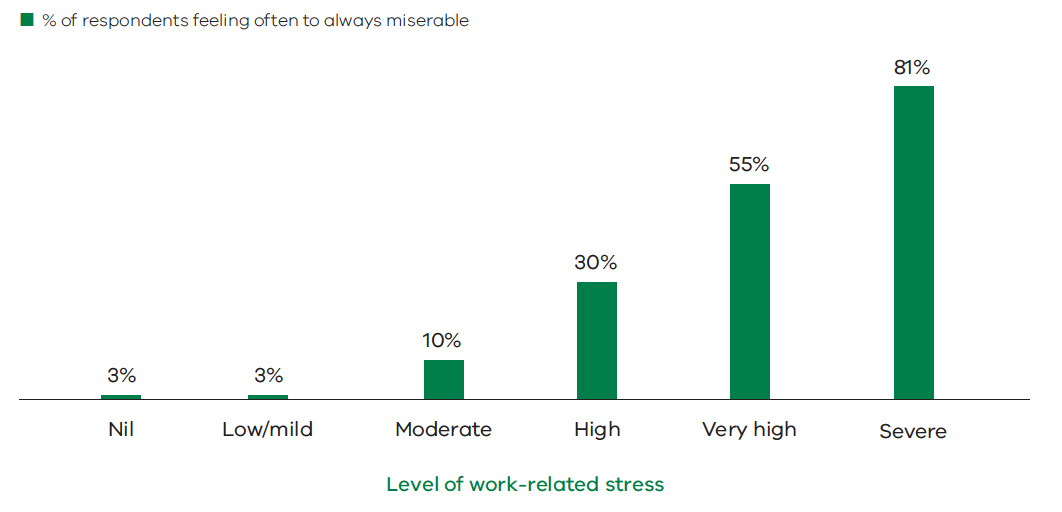 % of respondents feeling often to always miserable
81%
55%
30%
10%
3%
3%
Nil
Low/mild
Moderate
High
Very high
Severe
Level of work-related stress